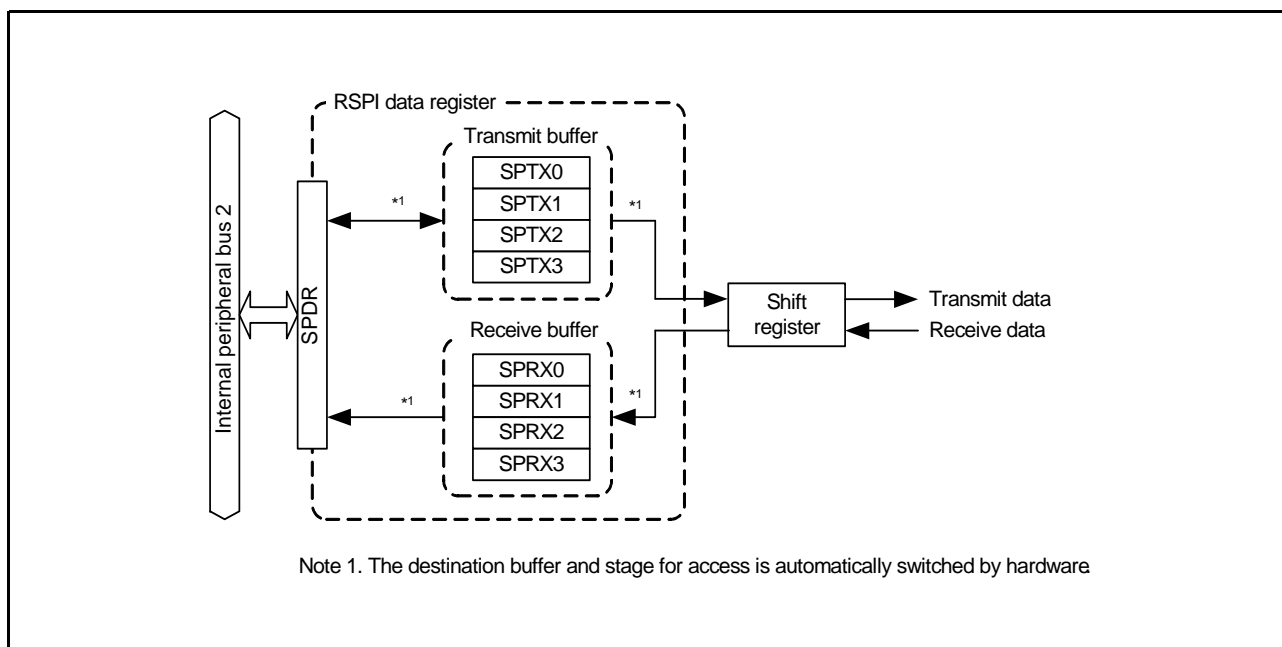 RSPI data register
Transmit buffer
SPTX0
SPTX1
SPTX2
SPTX3
*1
*1
Internal peripheral bus 2
SPDR
Shift
register
Transmit data
Receive data
Receive buffer
SPRX0
SPRX1
SPRX2
SPRX3
*1
*1
Note 1. The destination buffer and stage for access is automatically switched by hardware.